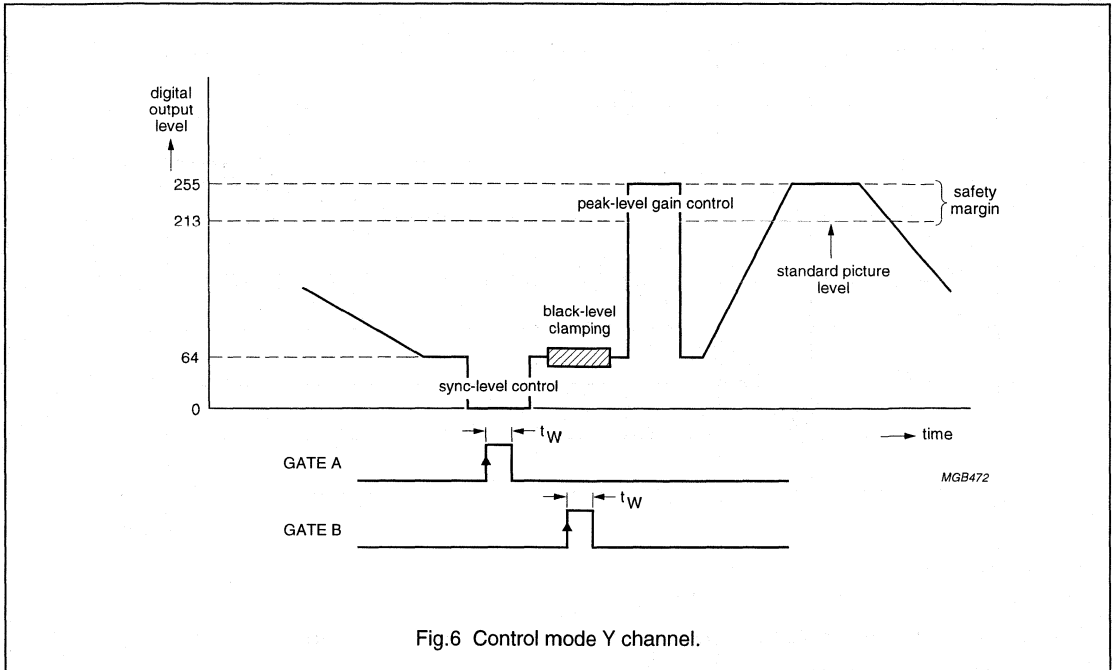 digital
output
level
255
213
64
0
peak-level gain control
safety
margin
standard picture
level
black-level
clamping
sync-level control
time
tW
GATE A
MGB472
tW
GATE B
Fig.6 Control mode Y channel.